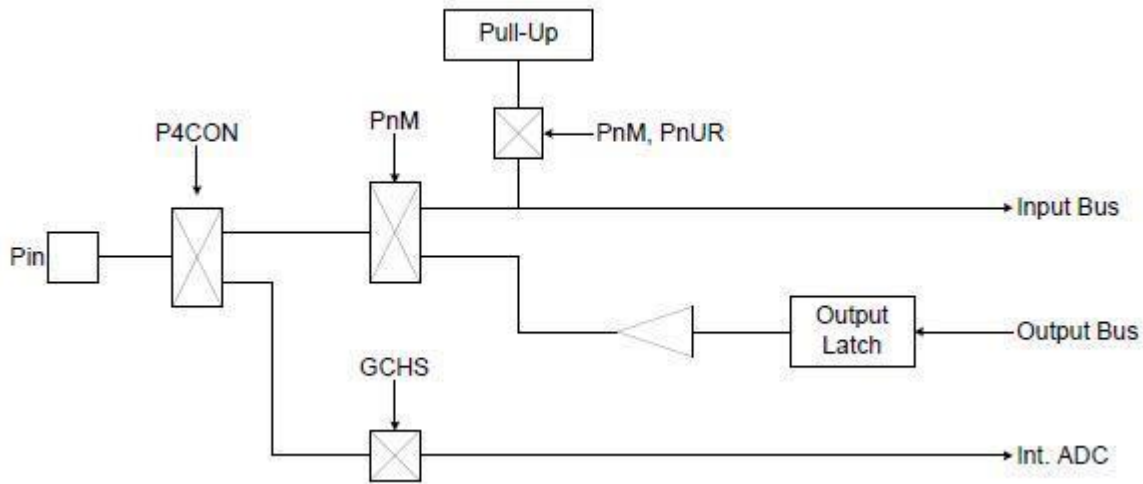 Pull-Up
PnM
PnM, PnUR
P4CON
Input Bus
Pin
Output
Latch
Output Bus
GCHS
Int. ADC